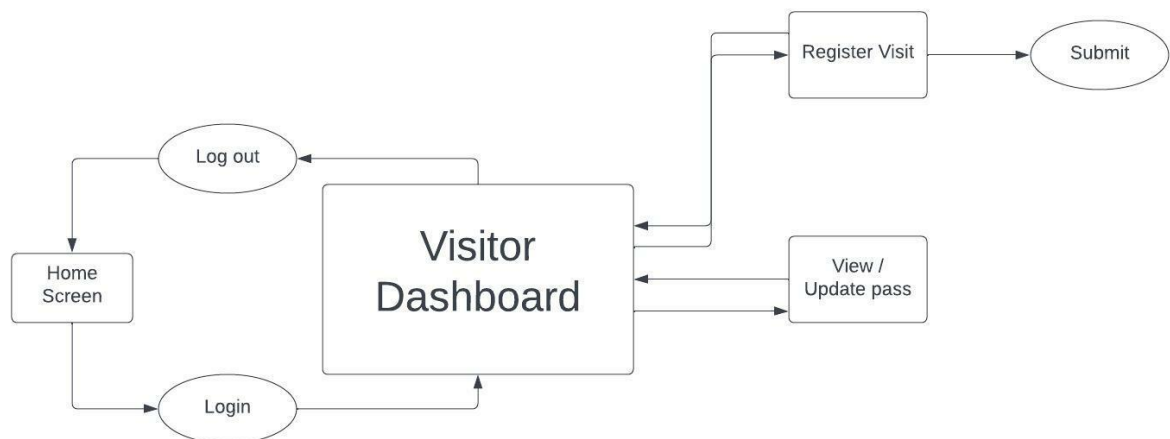 Register Visit
Submit
Log out
Visitor
Dashboard
Home
Screen
View /
Update pass
Login